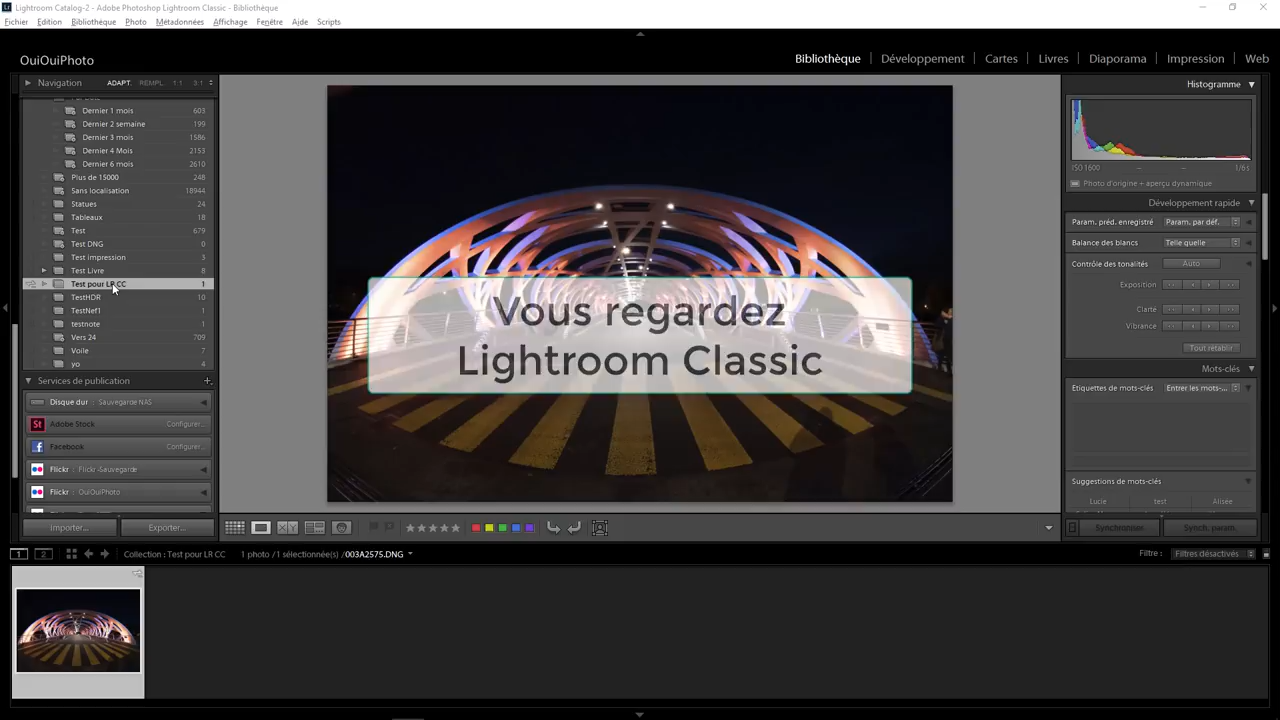 Lightroom Catalog-2 - Adobe Photoshop Lightroom Classic - Bibliothèque
Fichier Edition Bibliothèque Photo Métadonnées Affichage Fenêtre Aide Scripts
OuiOuiPhoto
Bibliothèque Développement Cartes Livres Diaporama Impression Web
Navigation ADAPT. REMPL. 1:1 3:1
Dernier 1 mois 603
Dernier 2 semaine 199
Dernier 3 mois 1586
Dernier 4 Mois 2153
Dernier 6 mois 2610
Plus de 15000 248
Sans localisation 18944
Statues 24
Tableaux 18
Test 679
Test DNG 0
Test impression 3
Test Livre 8
Test pour LR CC 1
TestHDR 10
TestNef1 1
testnote 1
Vers 24 709
Voile 7
yo 4
Services de publication
Disque dur : Sauvegarde NAS
St Adobe Stock Configurer...
Facebook Configurer...
Flickr : Flickr-Sauvegarde
Flickr : OuiOuiPhoto
Importer... Exporter...
Vous regardez
Lightroom Classic
Histogramme
ISO 1600 1/6s
Photo d'origine + aperçu dynamique
Développement rapide
Param. préd. enregistré Param. par déf.
Balance des blancs Telle quelle
Contrôle des tonalités Auto
Exposition
Clarté
Vibrance
Tout rétablir
Mots-clés
Etiquettes de mots-clés Entrer les mots-...
Suggestions de mots-clés
Lucie test Alisée
Synchroniser Synch. param.
X Y
1 2 Collection : Test pour LR CC 1 photo /1 sélectionnée(s) /003A2575.DNG Filtre : Filtres désactivés